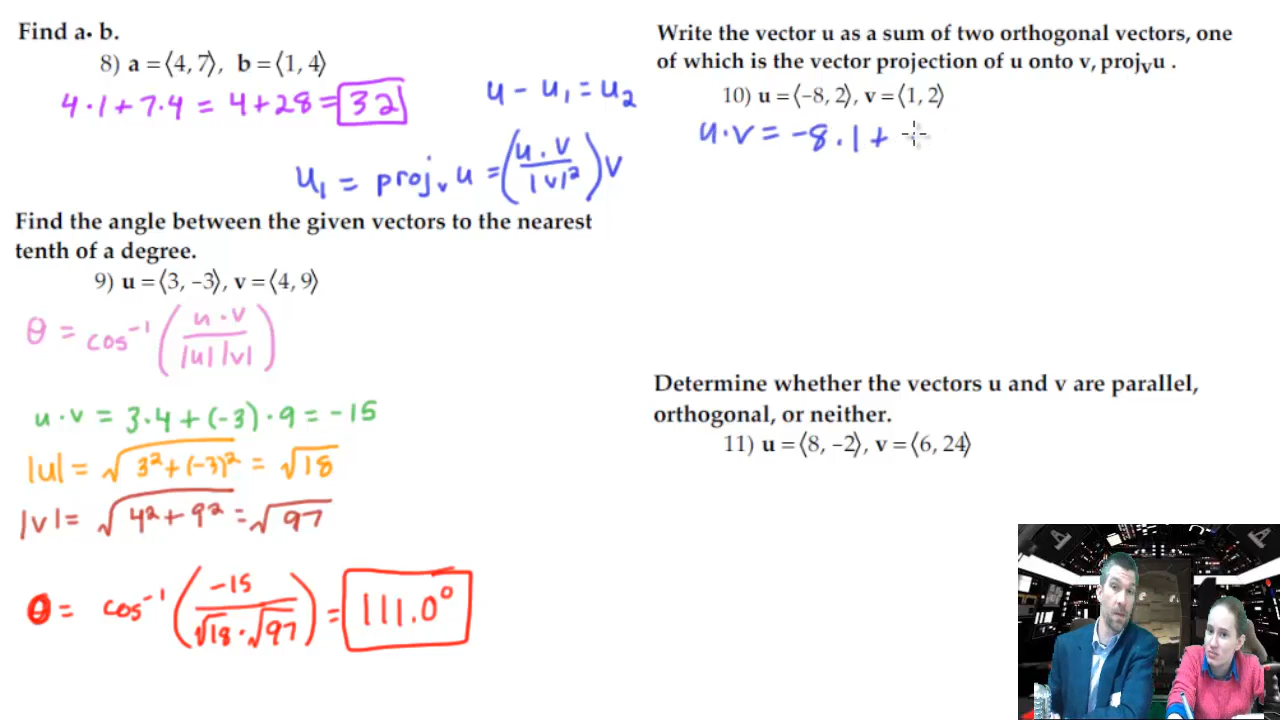 Find a• b.
8) a = ⟨4, 7⟩, b = ⟨1, 4⟩
4·1 + 7·4 = 4 + 28 = 32
u - u₁ = u₂
u₁ = projᵥ u = (u · v / |v|²) v
Find the angle between the given vectors to the nearest
tenth of a degree.
9) u = ⟨3, −3⟩, v = ⟨4, 9⟩
θ = cos⁻¹ (u · v / |u| |v|)
u · v = 3·4 + (-3)·9 = -15
|u| = √3² + (-3)² = √18
|v| = √4² + 9² = √97
θ = cos⁻¹ (-15 / √18 · √97) = 111.0°
Write the vector u as a sum of two orthogonal vectors, one
of which is the vector projection of u onto v, projᵥu .
10) u = ⟨−8, 2⟩, v = ⟨1, 2⟩
u·v = -8·1 +
Determine whether the vectors u and v are parallel,
orthogonal, or neither.
11) u = ⟨8, −2⟩, v = ⟨6, 24⟩